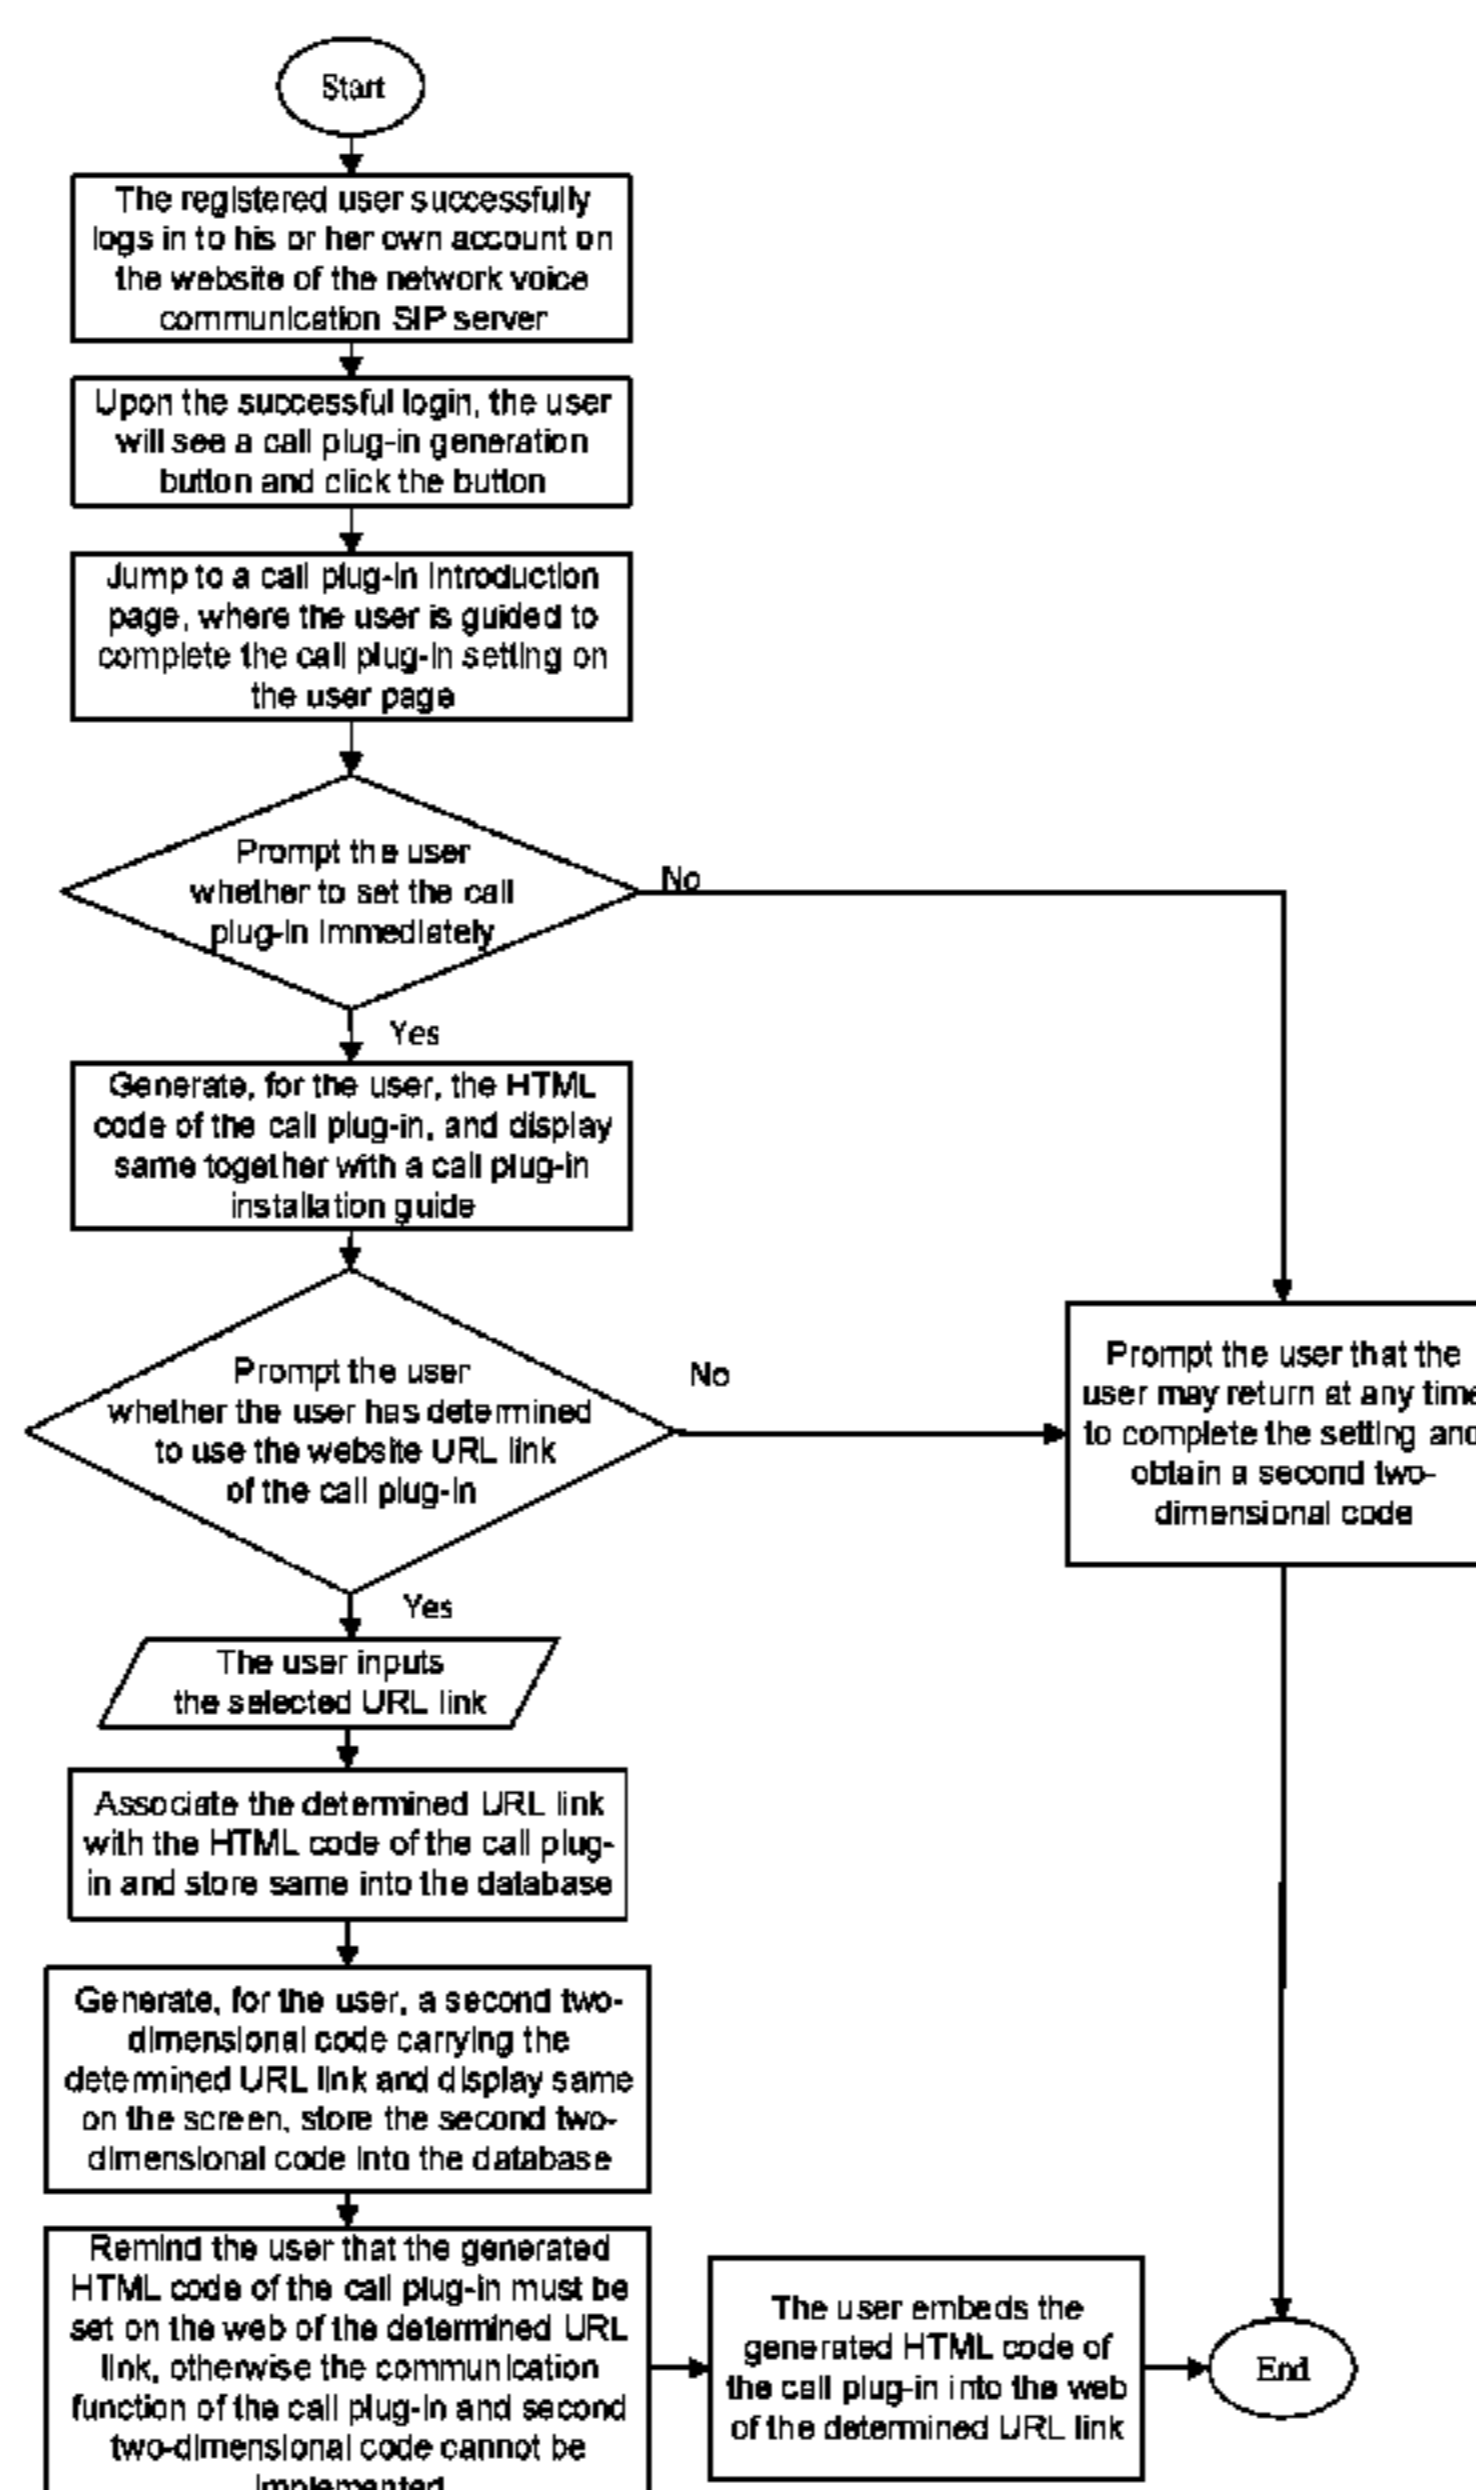 Start
The registered user successfully
logs in to his or her own account on
the website of the network voice
communication SIP server
Upon the successful login, the user
will see a call plug-in generation
button and click the button
Jump to a call plug-in introduction
page, where the user is guided to
complete the call plug-in setting on
the user page
Prompt the user
whether to set the call
plug-in immediately
No
Yes
Generate, for the user, the HTML
code of the call plug-in, and display
same together with a call plug-in
installation guide
Prompt the user
whether the user has determined
to use the website URL link
of the call plug-in
No
Prompt the user that the
user may return at any time
to complete the setting and
obtain a second two-
dimensional code
Yes
The user inputs
the selected URL link
Associate the determined URL link
with the HTML code of the call plug-
in and store same into the database
Generate, for the user, a second two-
dimensional code carrying the
determined URL link and display same
on the screen, store the second two-
dimensional code into the database
Remind the user that the generated
HTML code of the call plug-in must be
set on the web of the determined URL
link, otherwise the communication
function of the call plug-in and second
two-dimensional code cannot be
implemented
The user embeds the
generated HTML code of
the call plug-in into the web
of the determined URL link
End